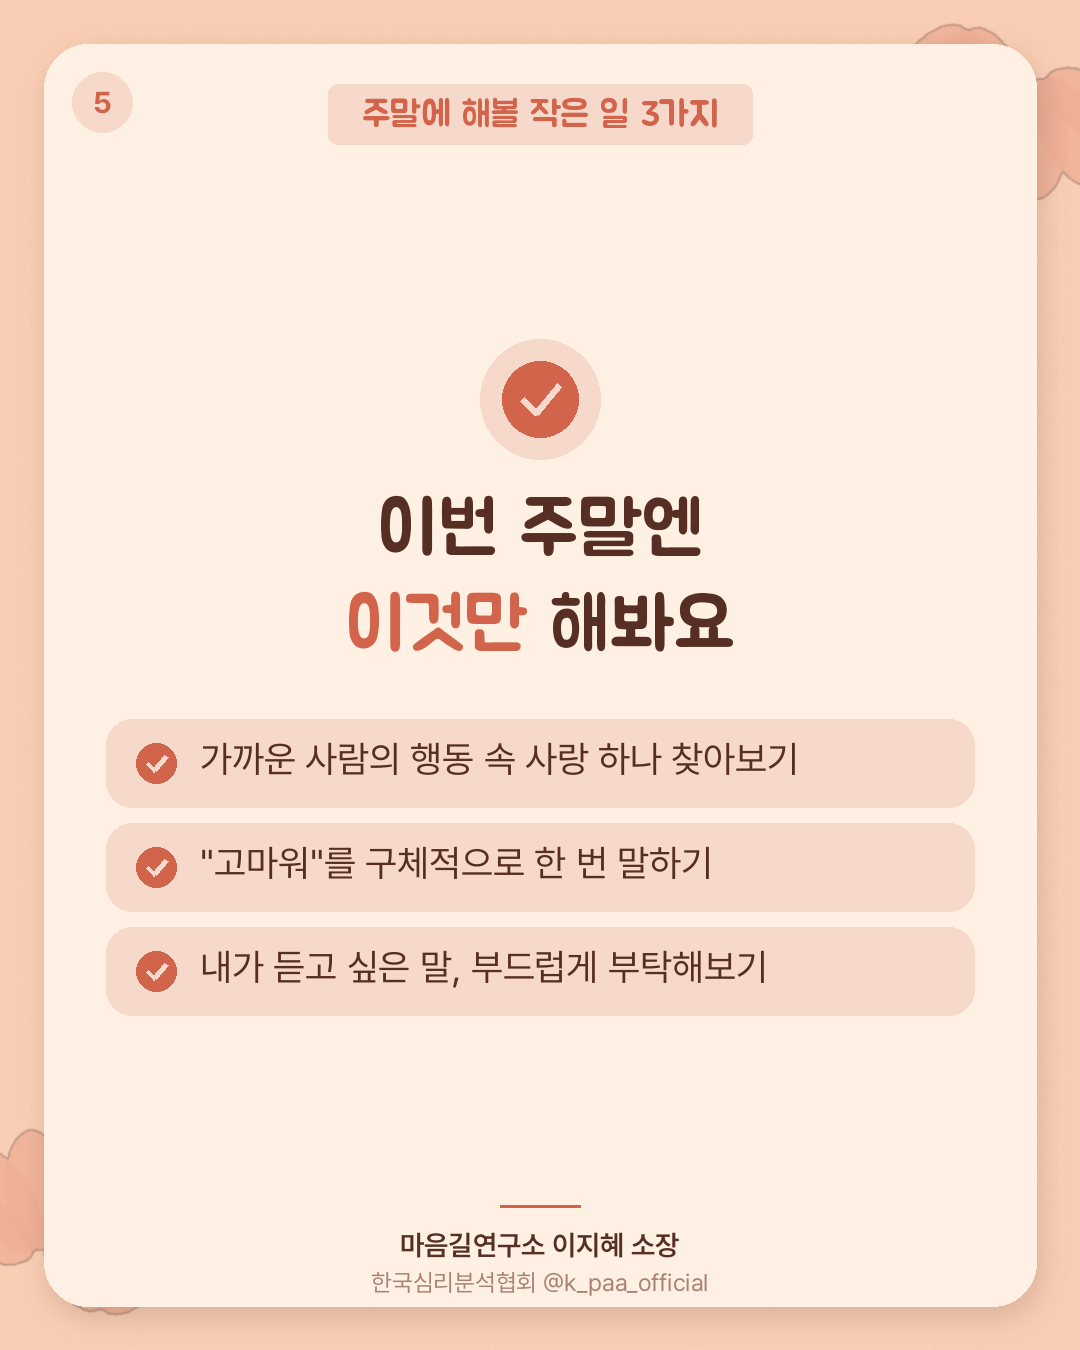 5
주말에 해볼 작은 일 3가지
이번 주말엔
이것만 해봐요
가까운 사람의 행동 속 사랑 하나 찾아보기
"고마워"를 구체적으로 한 번 말하기
내가 듣고 싶은 말, 부드럽게 부탁해보기
마음길연구소 이지혜 소장
한국심리분석협회 @k_paa_official